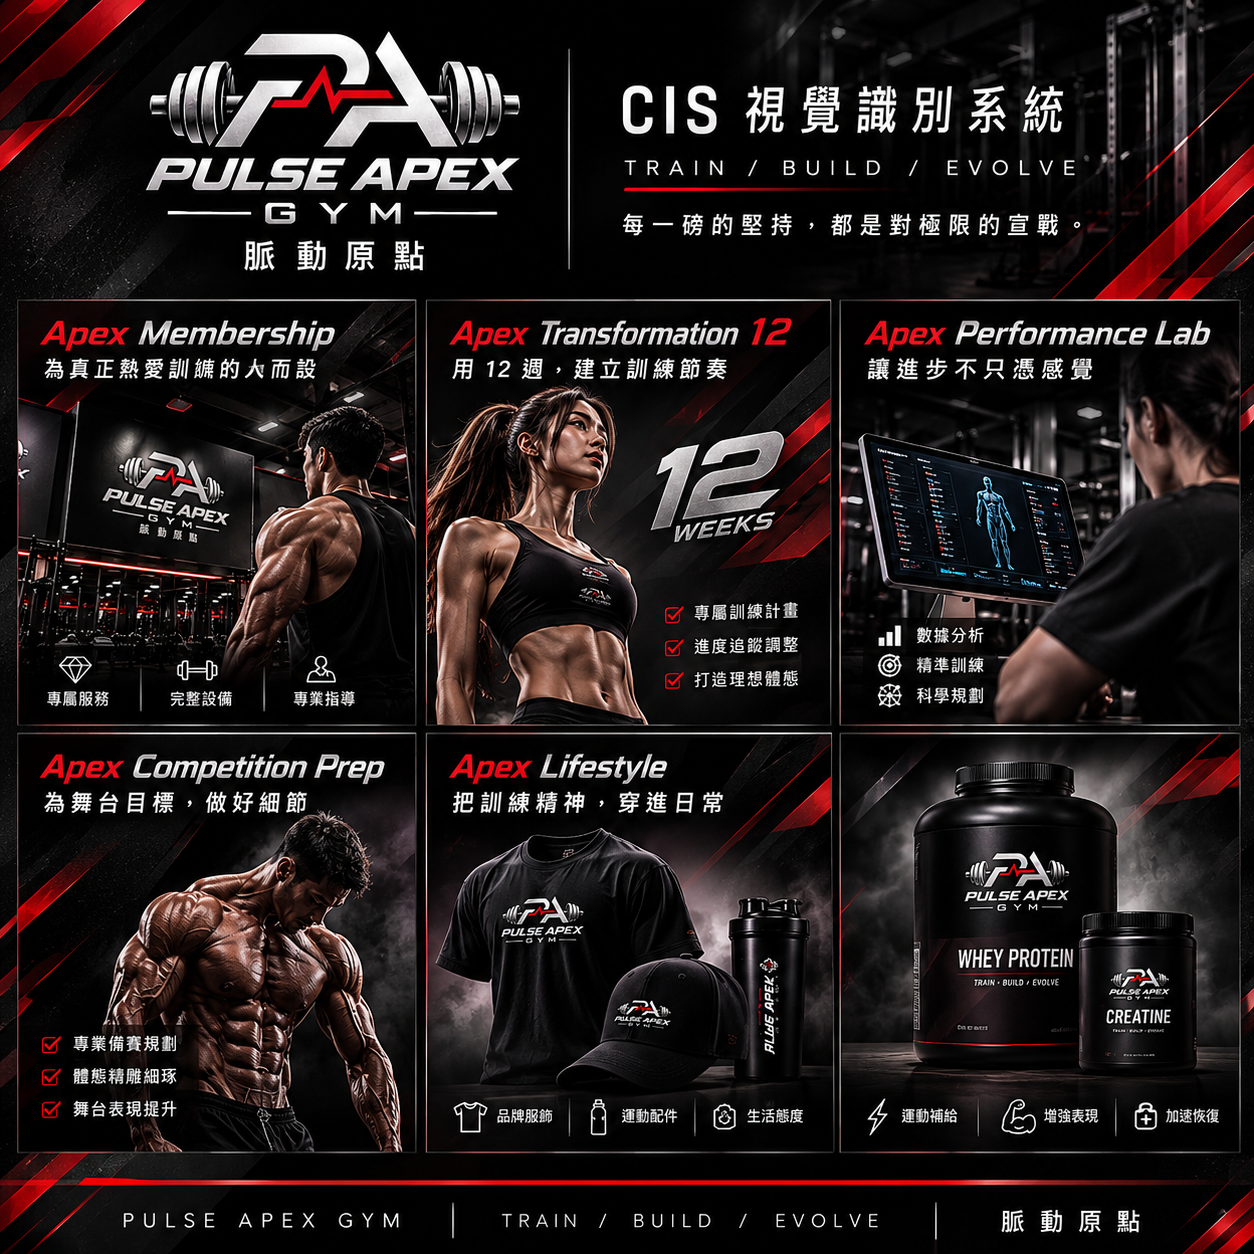 PA
PULSE APEX
GYM
脈動原點
CIS 視覺識別系統
TRAIN / BUILD / EVOLVE
每一磅的堅持，都是對極限的宣戰。
Apex Membership
為真正熱愛訓練的人而設
PA
PULSE APEX
GYM
脈動原點
專屬服務
完整設備
專業指導
Apex Transformation 12
用 12 週，建立訓練節奏
12
WEEKS
專屬訓練計畫
進度追蹤調整
打造理想體態
Apex Performance Lab
讓進步不只憑感覺
數據分析
精準訓練
科學規劃
Apex Competition Prep
為舞台目標，做好細節
專業備賽規劃
體態精雕細琢
舞台表現提升
Apex Lifestyle
把訓練精神，穿進日常
PA
PULSE APEX
GYM
PA
PULSE APEX
GYM
品牌服飾
運動配件
生活態度
PA
PULSE APEX
GYM
WHEY PROTEIN
TRAIN • BUILD / EVOLVE
PA
PULSE APEX
GYM
CREATINE
運動補給
增強表現
加速恢復
PULSE APEX GYM
TRAIN / BUILD / EVOLVE
脈動原點